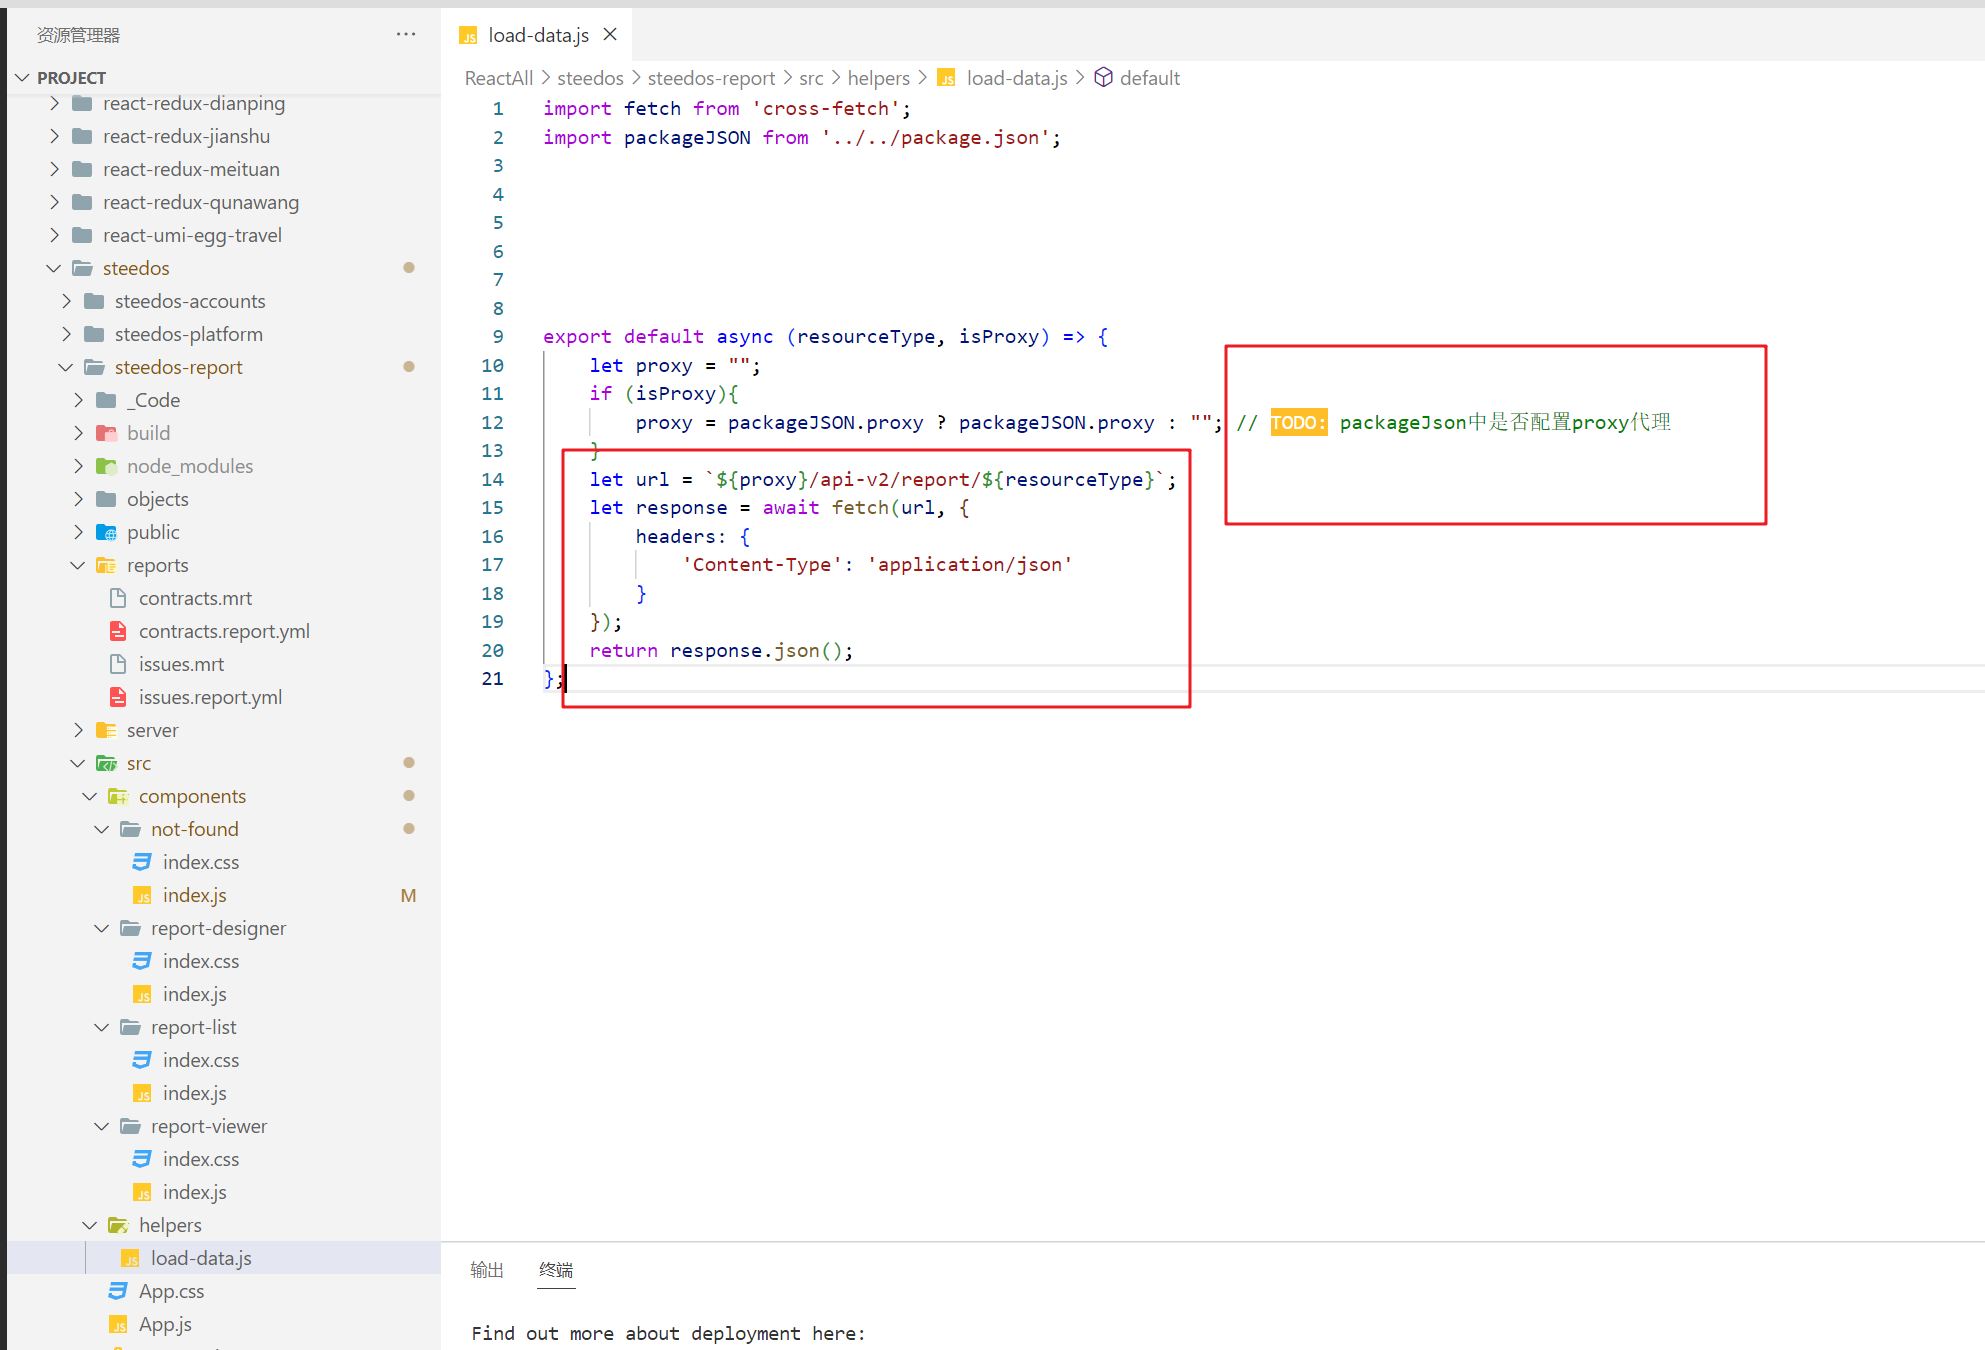 资源管理器
PROJECT
react-redux-dianping
react-redux-jianshu
react-redux-meituan
react-redux-qunawang
react-umi-egg-travel
steedos
steedos-accounts
steedos-platform
steedos-report
_Code
build
node_modules
objects
public
reports
contracts.mrt
contracts.report.yml
issues.mrt
issues.report.yml
server
src
components
not-found
index.css
index.js M
report-designer
index.css
index.js
report-list
index.css
index.js
report-viewer
index.css
index.js
helpers
load-data.js
App.css
App.js
load-data.js
ReactAll > steedos > steedos-report > src > helpers > load-data.js > default
1 import fetch from 'cross-fetch';
2 import packageJSON from '../../package.json';
3
4
5
6
7
8
9 export default async (resourceType, isProxy) => {
10 let proxy = "";
11 if (isProxy){
12 proxy = packageJSON.proxy ? packageJSON.proxy : ""; // TODO: packageJson中是否配置proxy代理
13 }
14 let url = `${proxy}/api-v2/report/${resourceType}`;
15 let response = await fetch(url, {
16 headers: {
17 'Content-Type': 'application/json'
18 }
19 });
20 return response.json();
21 };
输出 终端
Find out more about deployment here: